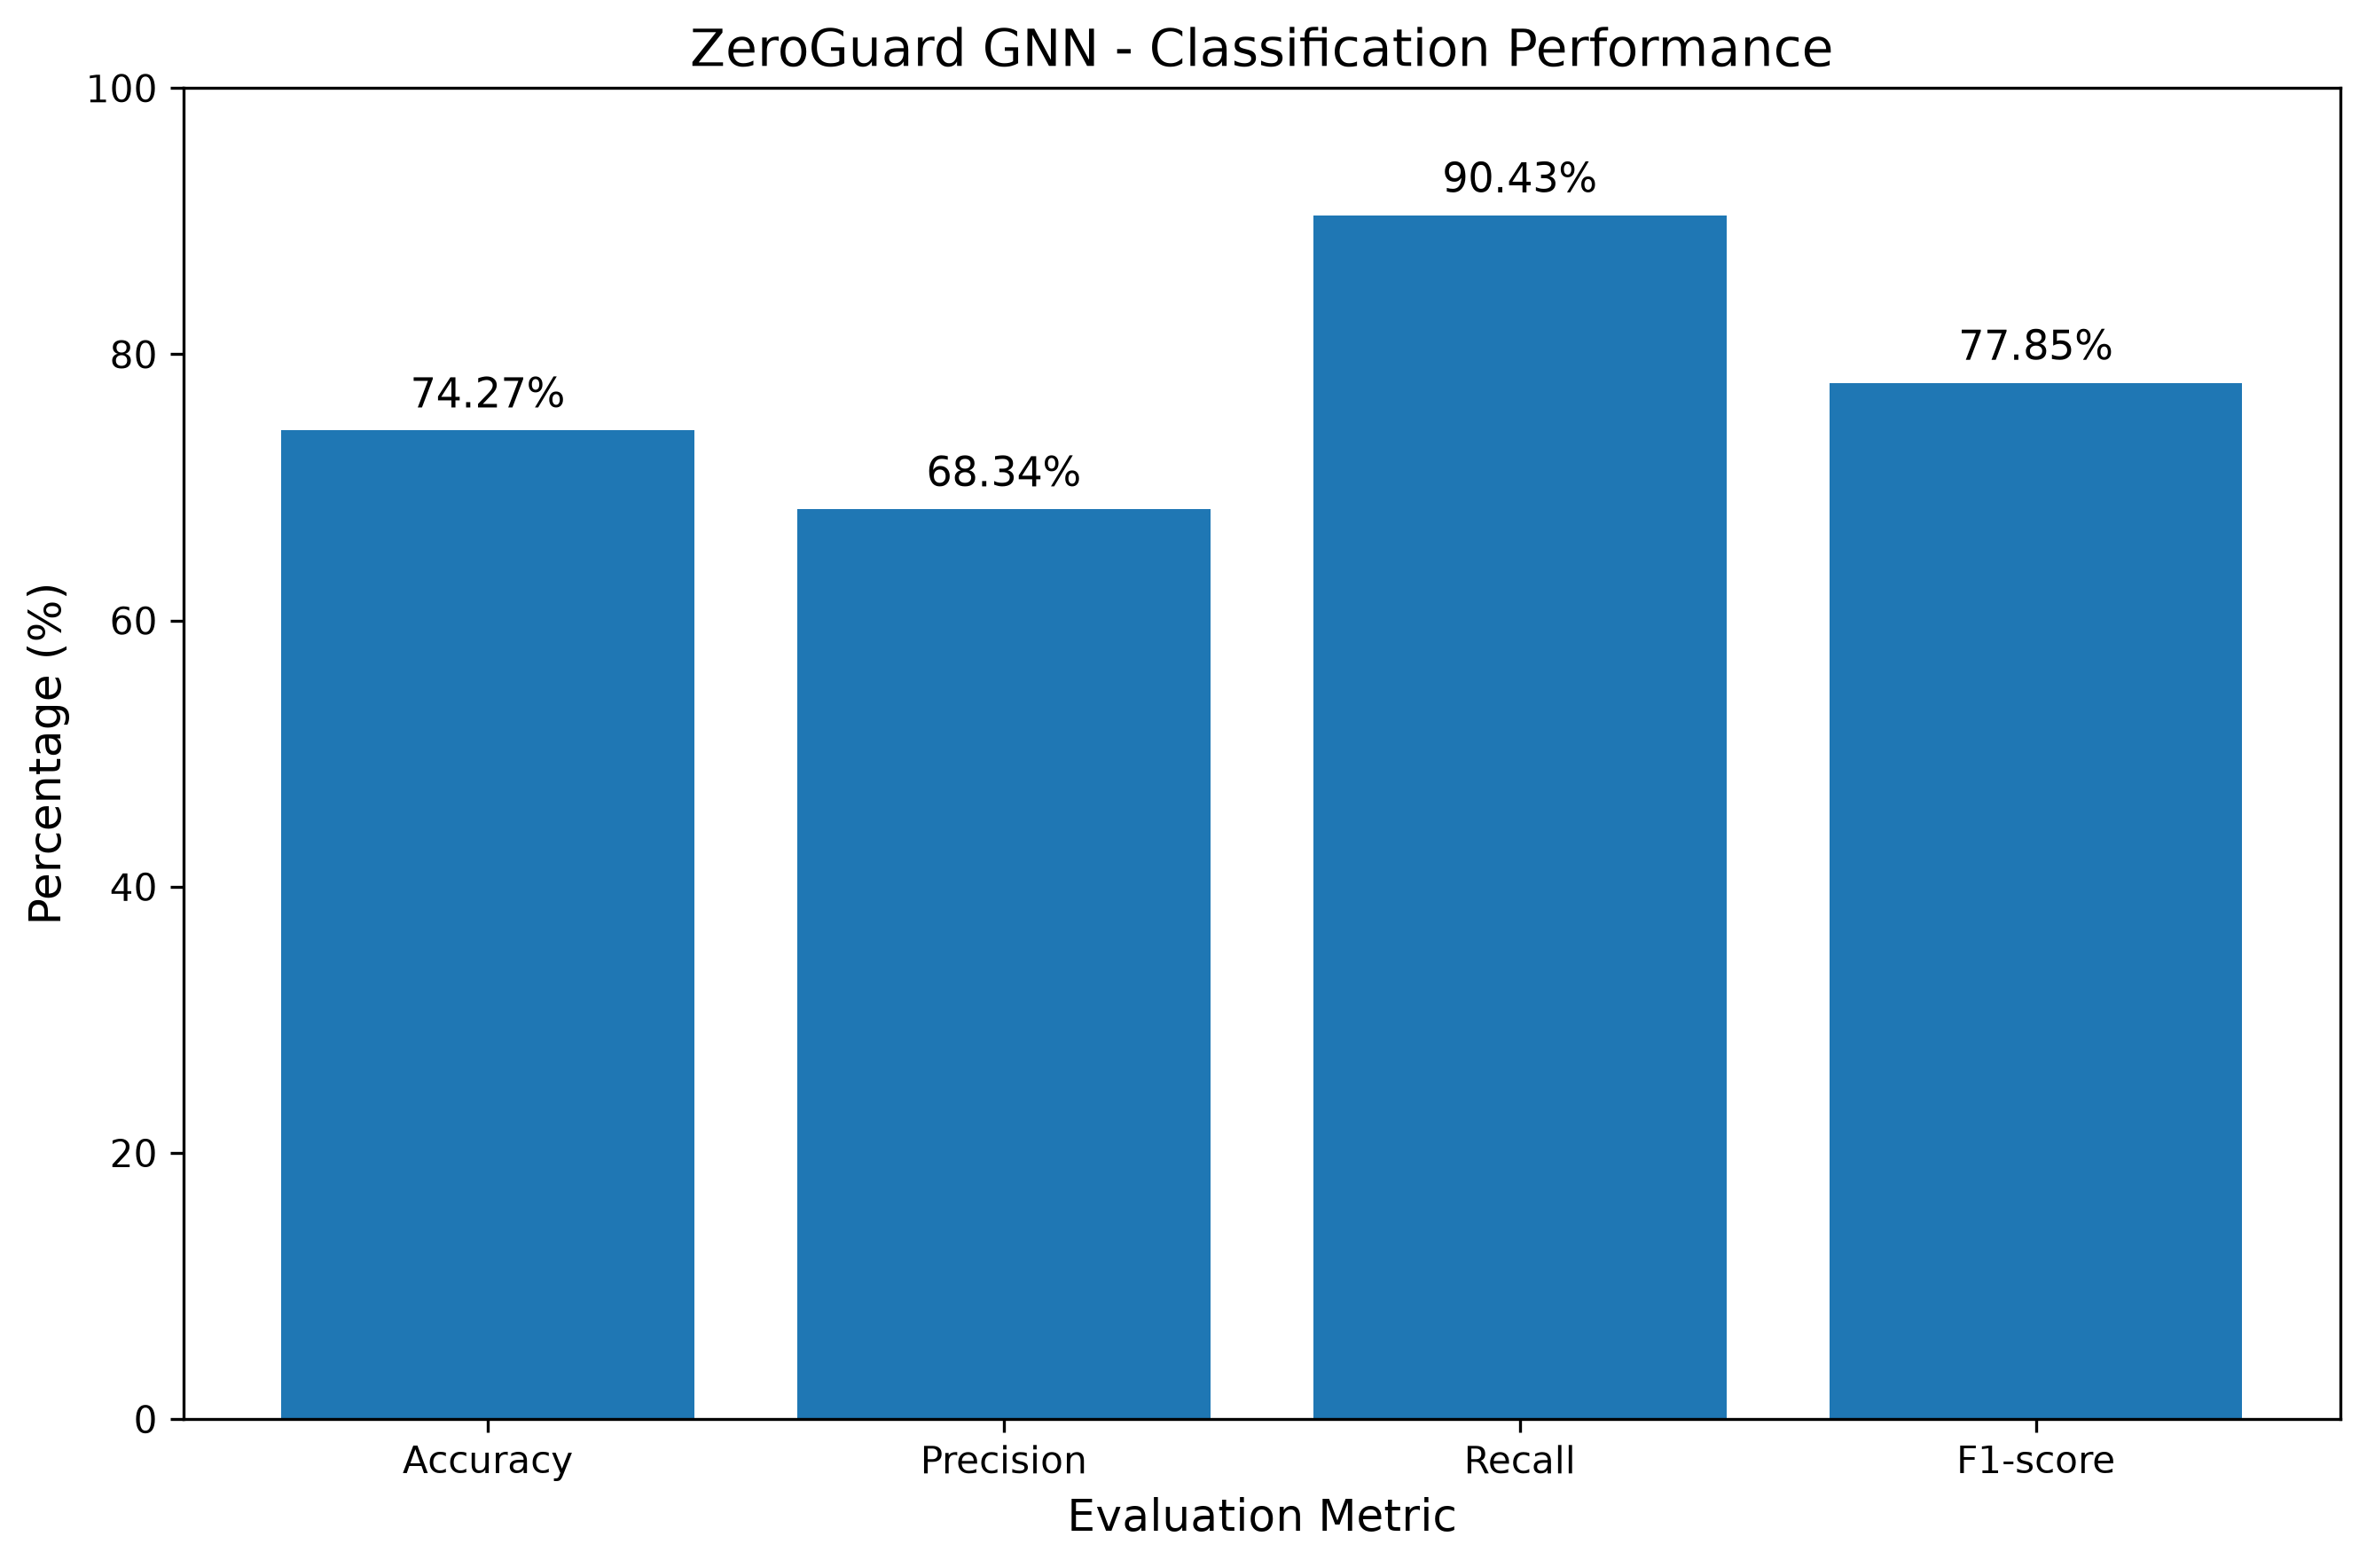 ZeroGuard GNN - Classification Performance
100
80
60
40
20
0
Percentage (%)
74.27%
68.34%
90.43%
77.85%
Accuracy
Precision
Recall
F1-score
Evaluation Metric